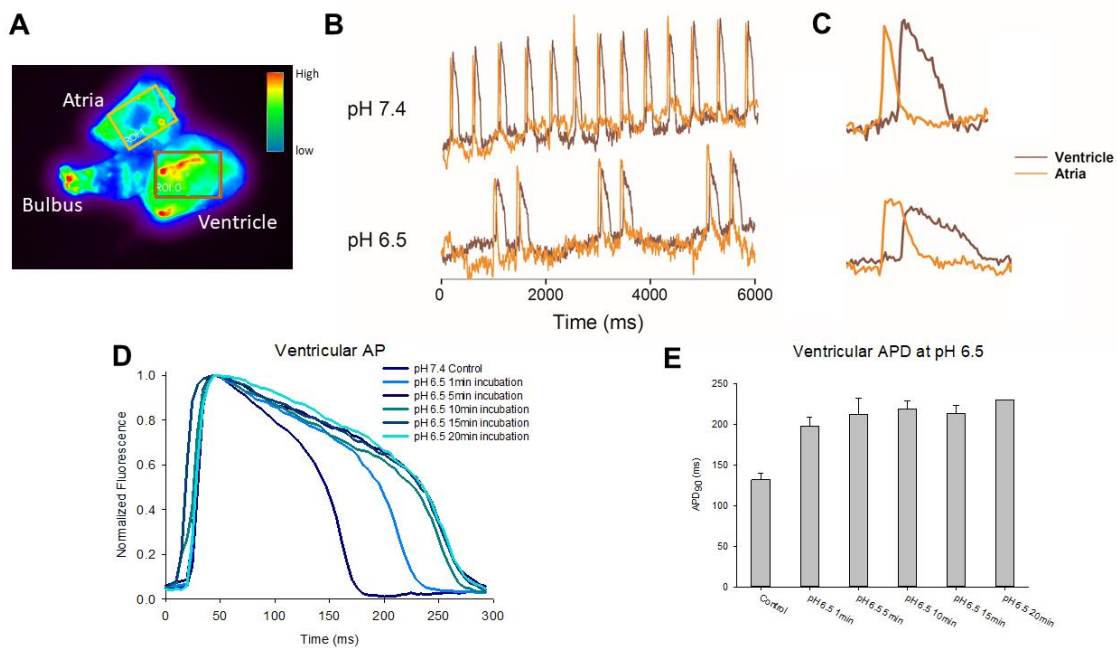 A
B
C
High
low
Atria
ROI 1
ROI 0
Bulbus
Ventricle
pH 7.4
pH 6.5
0
2000
4000
6000
Time (ms)
Ventricle
Atria
D
Ventricular AP
pH 7.4 Control
pH 6.5 1min incubation
pH 6.5 5min incubation
pH 6.5 10min incubation
pH 6.5 15min incubation
pH 6.5 20min incubation
Normalized Fluorescence
1.0
0.8
0.6
0.4
0.2
0.0
0
50
100
150
200
250
300
Time (ms)
E
Ventricular APD at pH 6.5
APD90 (ms)
250
200
150
100
50
0
Control
pH 6.5 1min
pH 6.5 5min
pH 6.5 10min
pH 6.5 15min
pH 6.5 20min